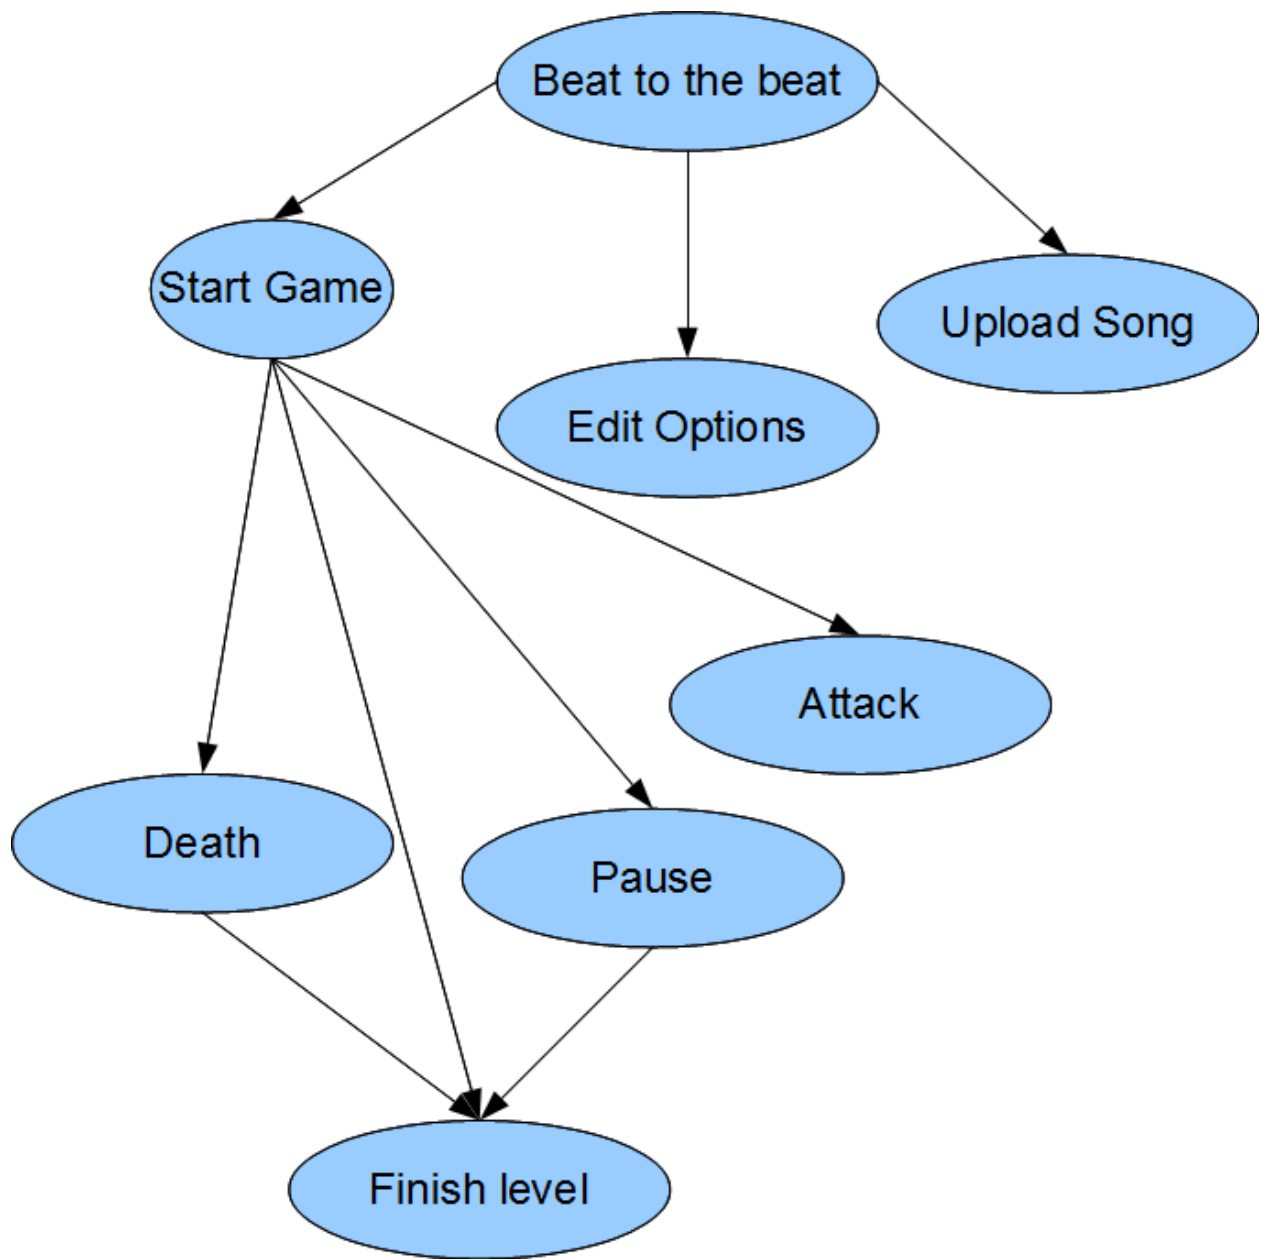 Beat to the beat
Start Game
Upload Song
Edit Options
Attack
Death
Pause
Finish level